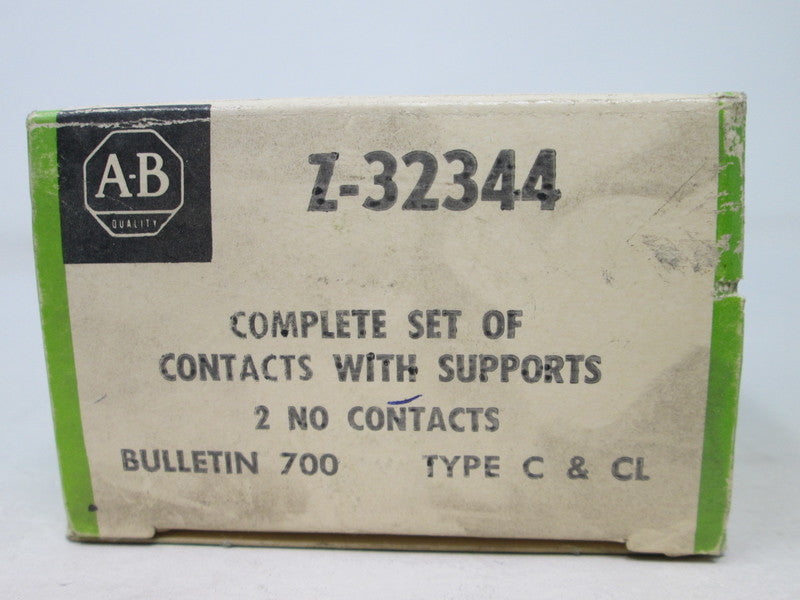 A-B
QUALITY
Z-32344
COMPLETE SET OF
CONTACTS WITH SUPPORTS
2 NO CONTACTS
BULLETIN 700 TYPE C & CL